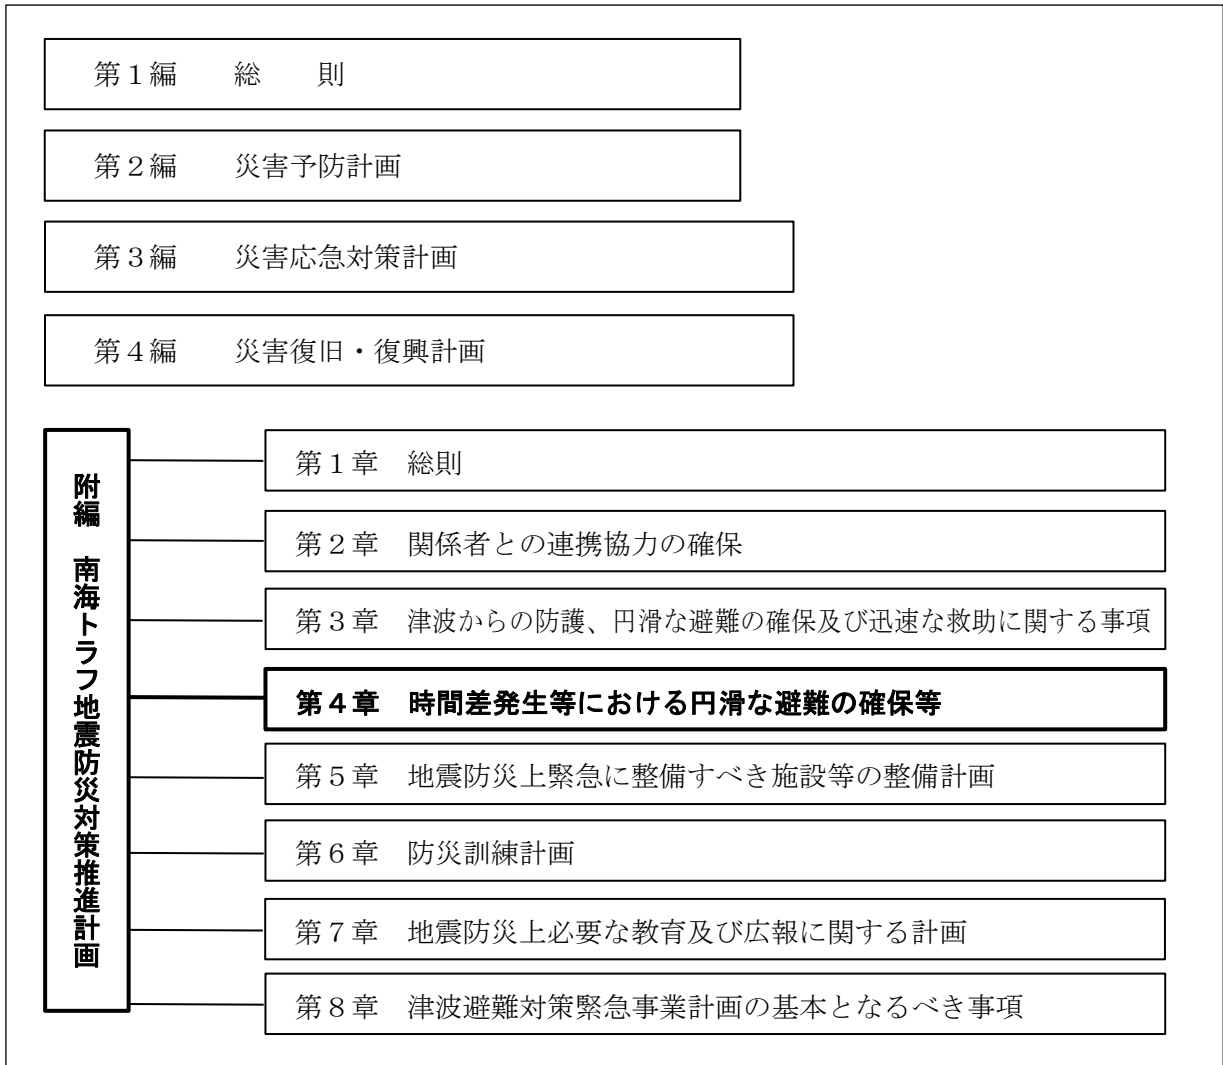 第１編　　総　　則
第２編　　災害予防計画
第３編　　災害応急対策計画
第４編　　災害復旧・復興計画
附編　南海トラフ地震防災対策推進計画
第１章　総則
第２章　関係者との連携協力の確保
第３章　津波からの防護、円滑な避難の確保及び迅速な救助に関する事項
第４章　時間差発生等における円滑な避難の確保等
第５章　地震防災上緊急に整備すべき施設等の整備計画
第６章　防災訓練計画
第７章　地震防災上必要な教育及び広報に関する計画
第８章　津波避難対策緊急事業計画の基本となるべき事項